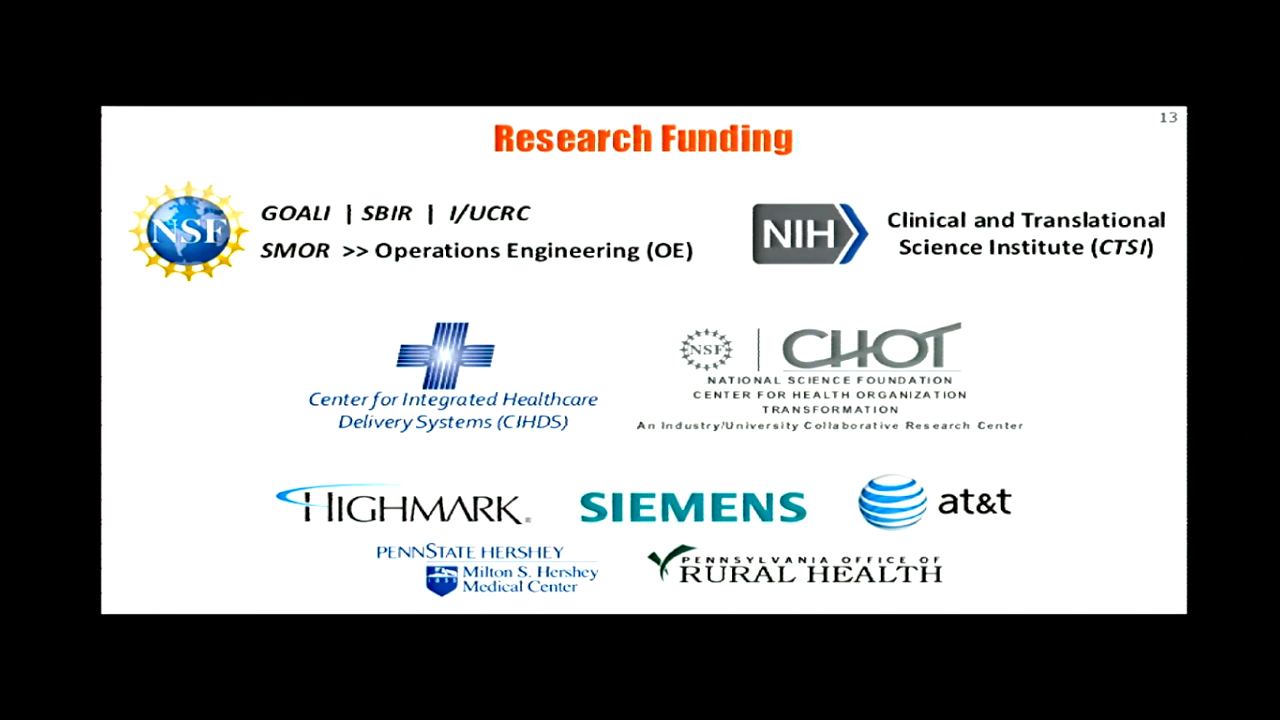 13
Research Funding
NSF
GOALI | SBIR | I/UCRC
SMOR >> Operations Engineering (OE)
NIH
Clinical and Translational
Science Institute (CTSI)
Center for Integrated Healthcare
Delivery Systems (CIHDS)
NSF
CHOT
NATIONAL SCIENCE FOUNDATION
CENTER FOR HEALTH ORGANIZATION
TRANSFORMATION
An Industry/University Collaborative Research Center
HIGHMARK®
SIEMENS
at&t
PENNSTATE HERSHEY
Milton S. Hershey
Medical Center
PENNSYLVANIA OFFICE OF
RURAL HEALTH